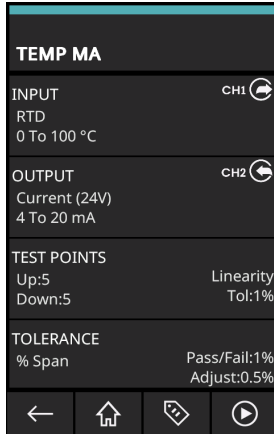 TEMP MA
INPUT CH1
RTD
0 To 100 °C
OUTPUT CH2
Current (24V)
4 To 20 mA
TEST POINTS
Up:5 Linearity
Down:5 Tol:1%
TOLERANCE
% Span Pass/Fail:1%
Adjust:0.5%